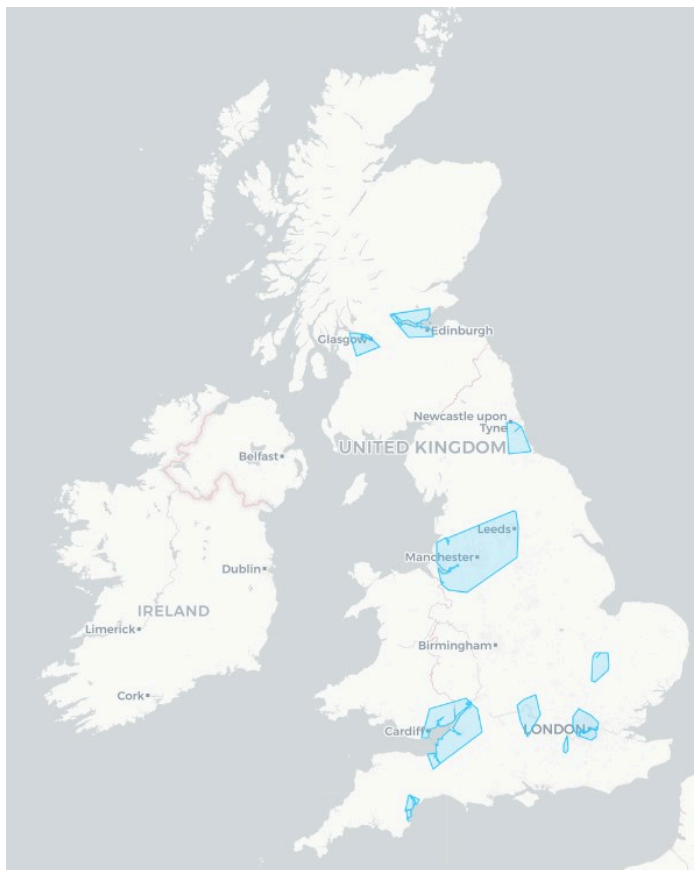 Edinburgh
Glasgow
Newcastle upon
Tyne
UNITED KINGDOM
Belfast
Leeds
Manchester
Dublin
IRELAND
Limerick
Birmingham
Cork
Cardiff
LONDON